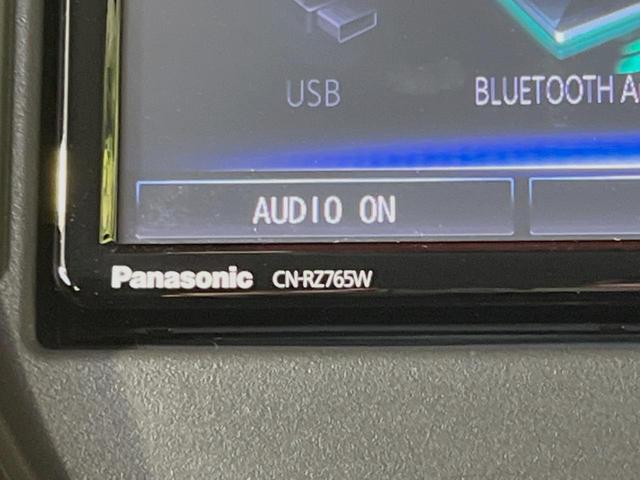 USB
BLUETOOTH A
AUDIO ON
Panasonic CN-RZ765W